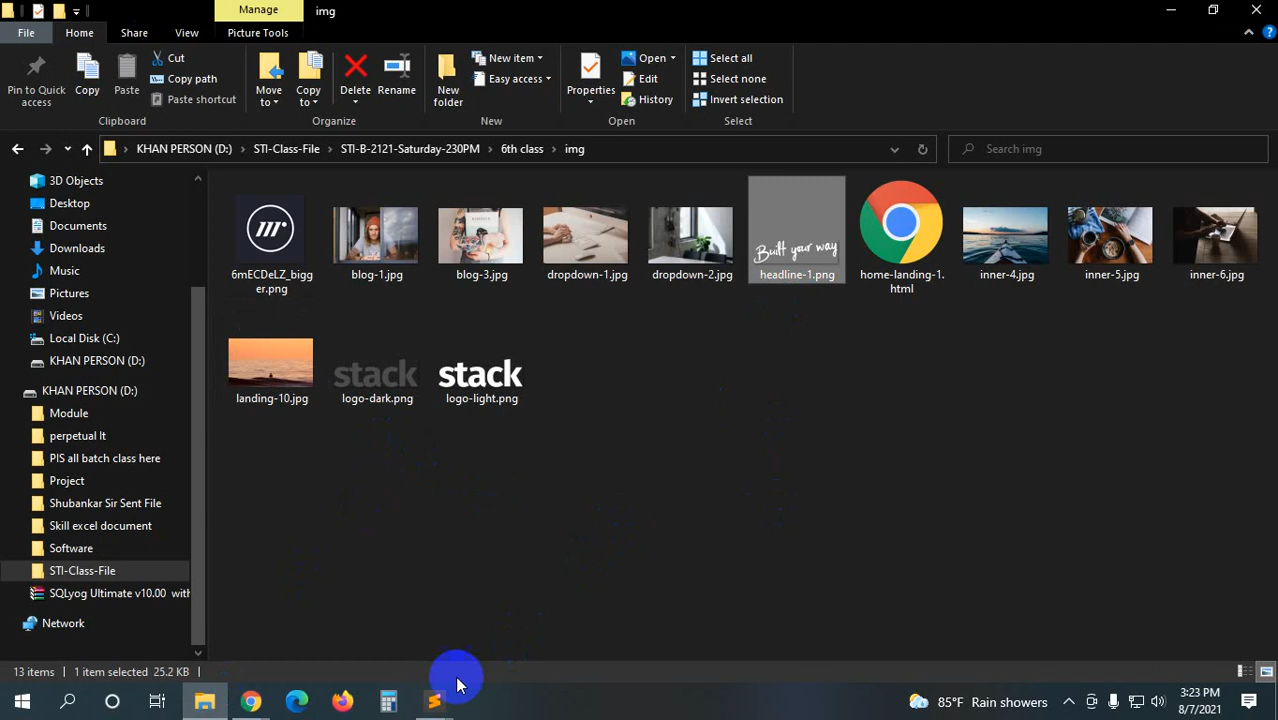 Manage
img
File
Home
Share
View
Picture Tools
Pin to Quick
access
Copy
Paste
Cut
Copy path
Paste shortcut
Clipboard
Move
to
Copy
to
Delete
Rename
Organize
New
folder
New item
Easy access
New
Properties
Open
Edit
History
Open
Select all
Select none
Invert selection
Select
KHAN PERSON (D:)
STI-Class-File
STI-B-2121-Saturday-230PM
6th class
img
Search img
3D Objects
Desktop
Documents
Downloads
Music
Pictures
Videos
Local Disk (C:)
KHAN PERSON (D:)
KHAN PERSON (D:)
Module
perpetual lt
PIS all batch class here
Project
Shubankar Sir Sent File
Skill excel document
Software
STI-Class-File
SQLyog Ultimate v10.00 with
Network
6mECDeLZ_bigg
er.png
blog-1.jpg
blog-3.jpg
dropdown-1.jpg
dropdown-2.jpg
Built your way
headline-1.png
home-landing-1.
html
inner-4.jpg
inner-5.jpg
inner-6.jpg
landing-10.jpg
stack
logo-dark.png
stack
logo-light.png
13 items
1 item selected 25.2 KB
85°F Rain showers
3:23 PM
8/7/2021